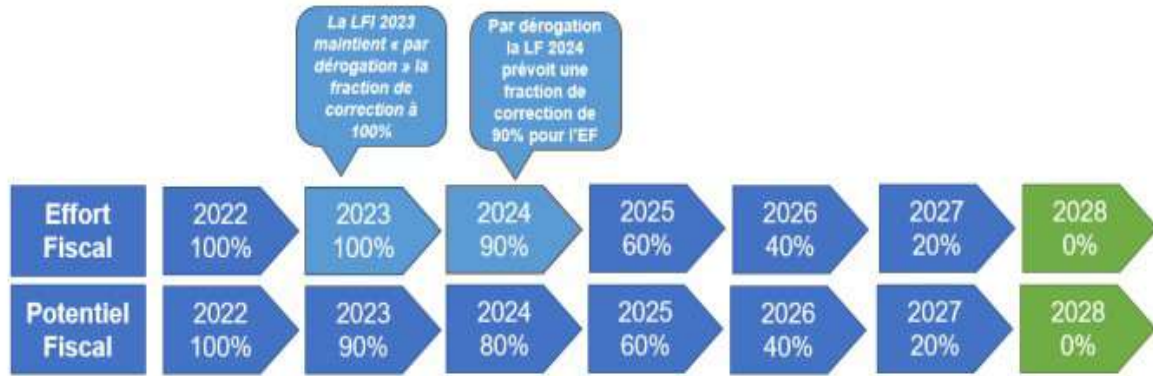 La LFI 2023
maintient « par
dérogation » la
fraction de
correction à
100%
Par dérogation
la LF 2024
prévoit une
fraction de
correction de
90% pour l'EF
Effort
Fiscal
2022
100%
2023
100%
2024
90%
2025
60%
2026
40%
2027
20%
2028
0%
Potentiel
Fiscal
2022
100%
2023
90%
2024
80%
2025
60%
2026
40%
2027
20%
2028
0%